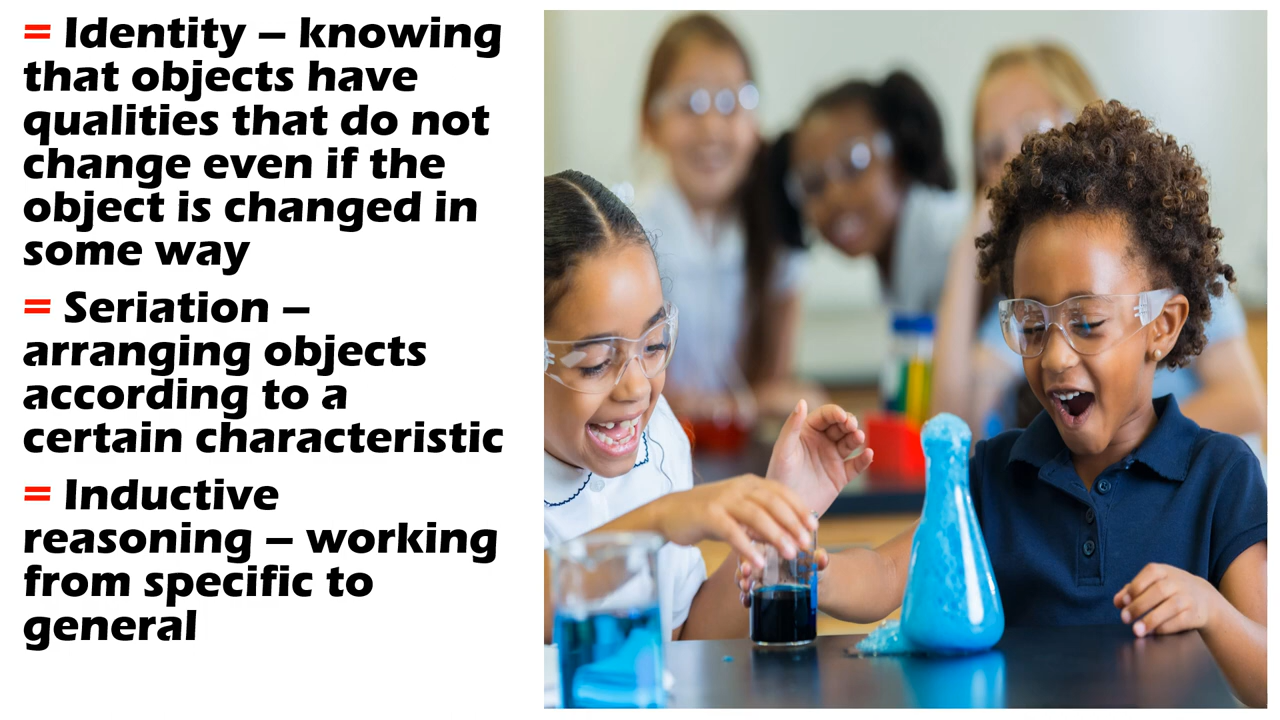 = Identity – knowing
that objects have
qualities that do not
change even if the
object is changed in
some way
= Seriation –
arranging objects
according to a
certain characteristic
= Inductive
reasoning – working
from specific to
general